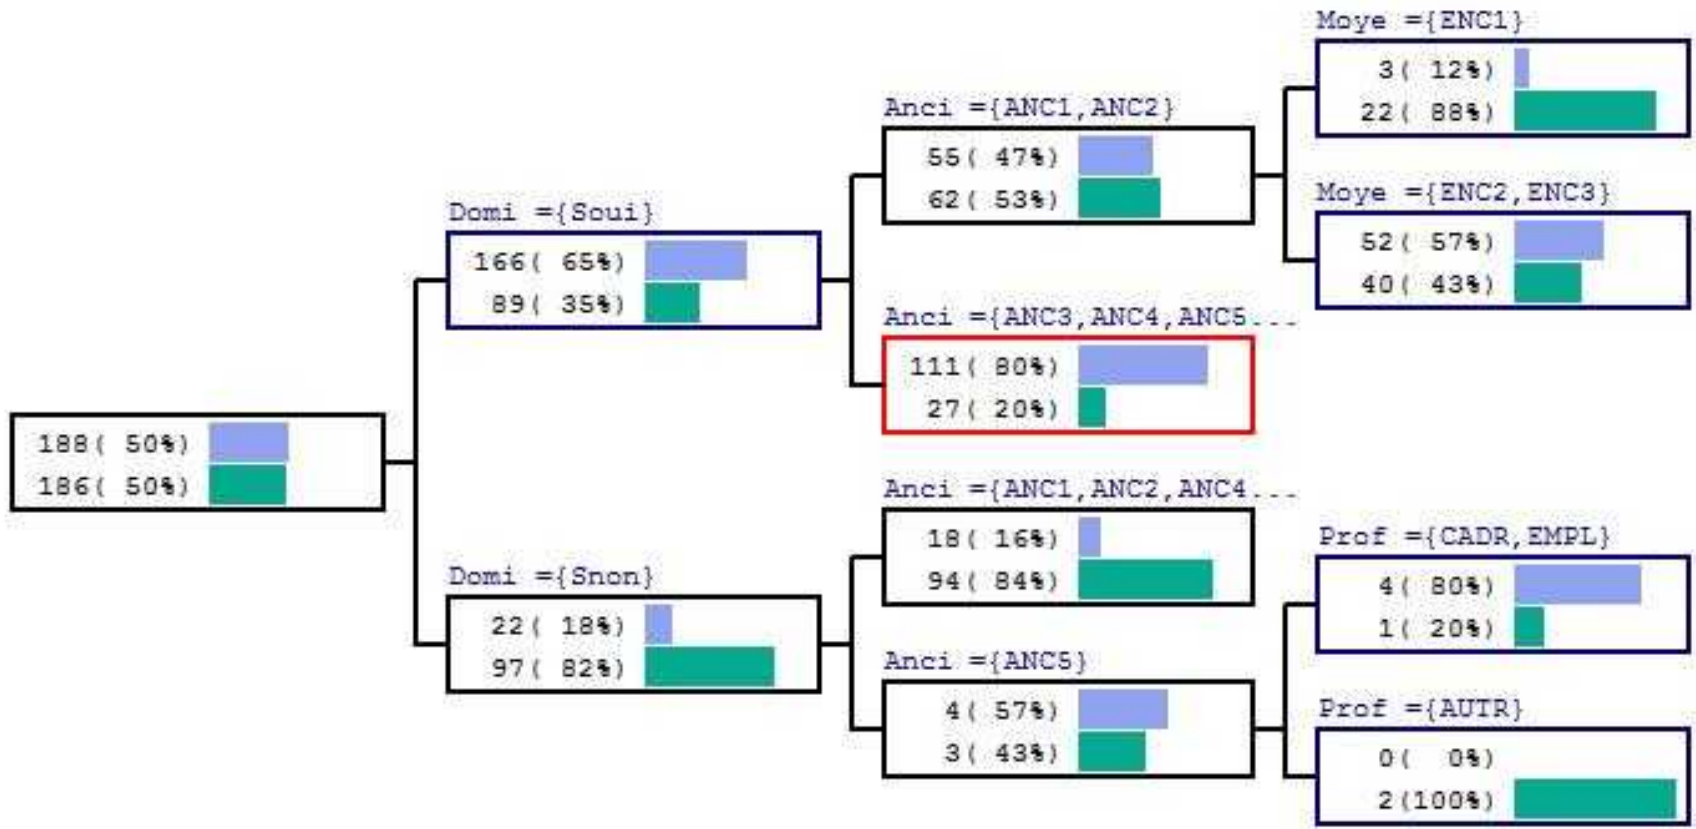 188( 50%)
186( 50%)
Domi ={Soui}
166( 65%)
89( 35%)
Domi ={Snon}
22( 18%)
97( 82%)
Anci ={ANC1,ANC2}
55( 47%)
62( 53%)
Anci ={ANC3,ANC4,ANC5...
111( 80%)
27( 20%)
Anci ={ANC1,ANC2,ANC4...
18( 16%)
94( 84%)
Anci ={ANC5}
4( 57%)
3( 43%)
Moye ={ENC1}
3( 12%)
22( 88%)
Moye ={ENC2,ENC3}
52( 57%)
40( 43%)
Prof ={CADR,EMPL}
4( 80%)
1( 20%)
Prof ={AUTR}
0(  0%)
2(100%)